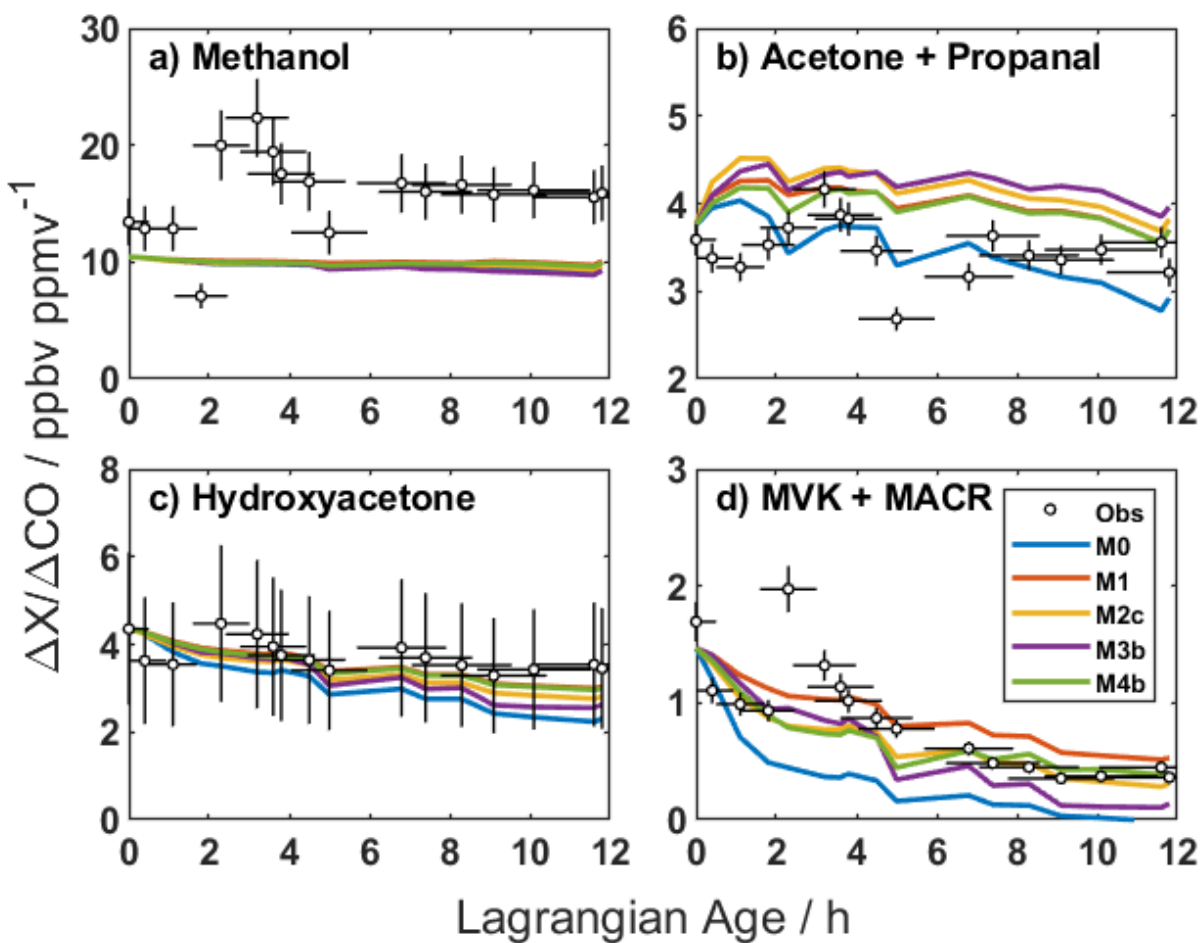 a) Methanol
30
20
10
0
0 2 4 6 8 10 12
b) Acetone + Propanal
6
5
4
3
2
0 2 4 6 8 10 12
c) Hydroxyacetone
8
6
4
2
0
0 2 4 6 8 10 12
d) MVK + MACR
3
2
1
0
0 2 4 6 8 10 12
Obs
M0
M1
M2c
M3b
M4b
ΔX/ΔCO / ppbv ppmv⁻¹
Lagrangian Age / h